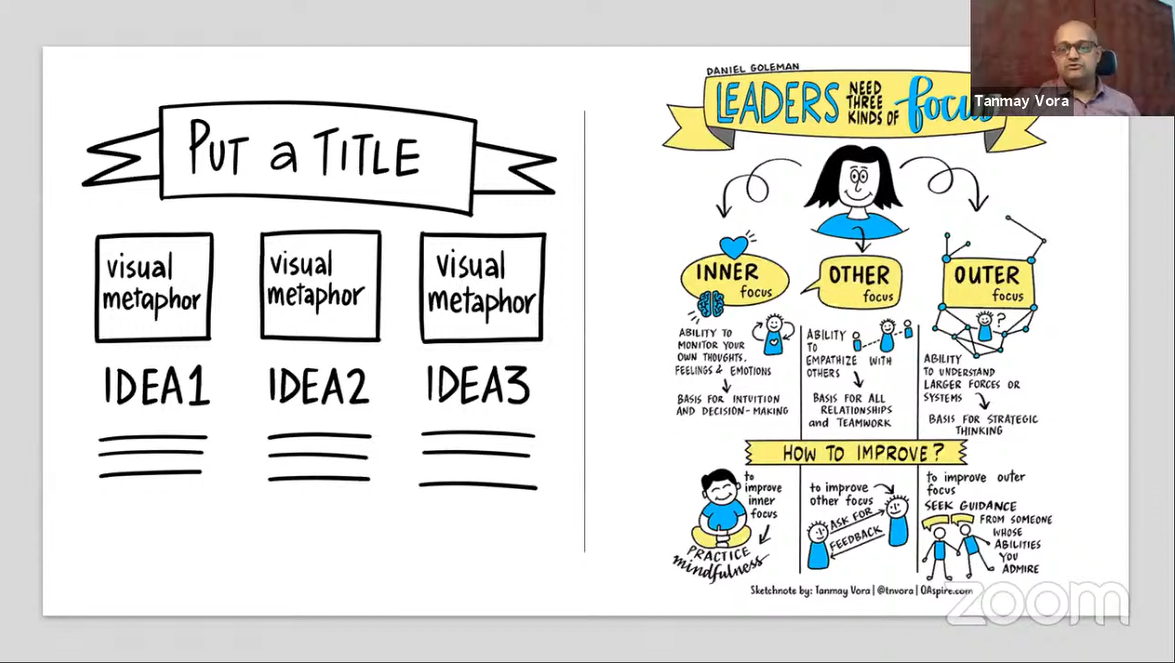 PUT a TITLE
visual
metaphor
visual
metaphor
visual
metaphor
IDEA1
IDEA2
IDEA3
DANIEL GOLEMAN
LEADERS
NEED
THREE
KINDS OF
focus
Tanmay Vora
INNER
focus
OTHER
focus
OUTER
focus
?
ABILITY TO
MONITOR YOUR
OWN THOUGHTS,
FEELINGS & EMOTIONS
BASIS FOR INTUITION
AND DECISION-MAKING
ABILITY
TO
EMPATHIZE WITH
OTHERS
BASIS FOR ALL
RELATIONSHIPS
and TEAMWORK
ABILITY
TO UNDERSTAND
LARGER FORCES OR
SYSTEMS
BASIS FOR STRATEGIC
THINKING
HOW TO IMPROVE?
to
improve
inner
focus
PRACTICE
mindfulness
to improve
other focus
ASK FOR
FEEDBACK
to improve outer
focus
SEEK GUIDANCE
FROM SOMEONE
WHOSE
ABILITIES
YOU
ADMIRE
Sketchnote by: Tanmay Vora | @tnvora | QAspire.com
zoom